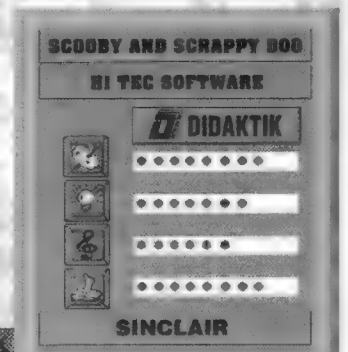 SCOOBY AND SCRAPPY DOO
HI TEC SOFTWARE
DIDAKTIK
SINCLAIR